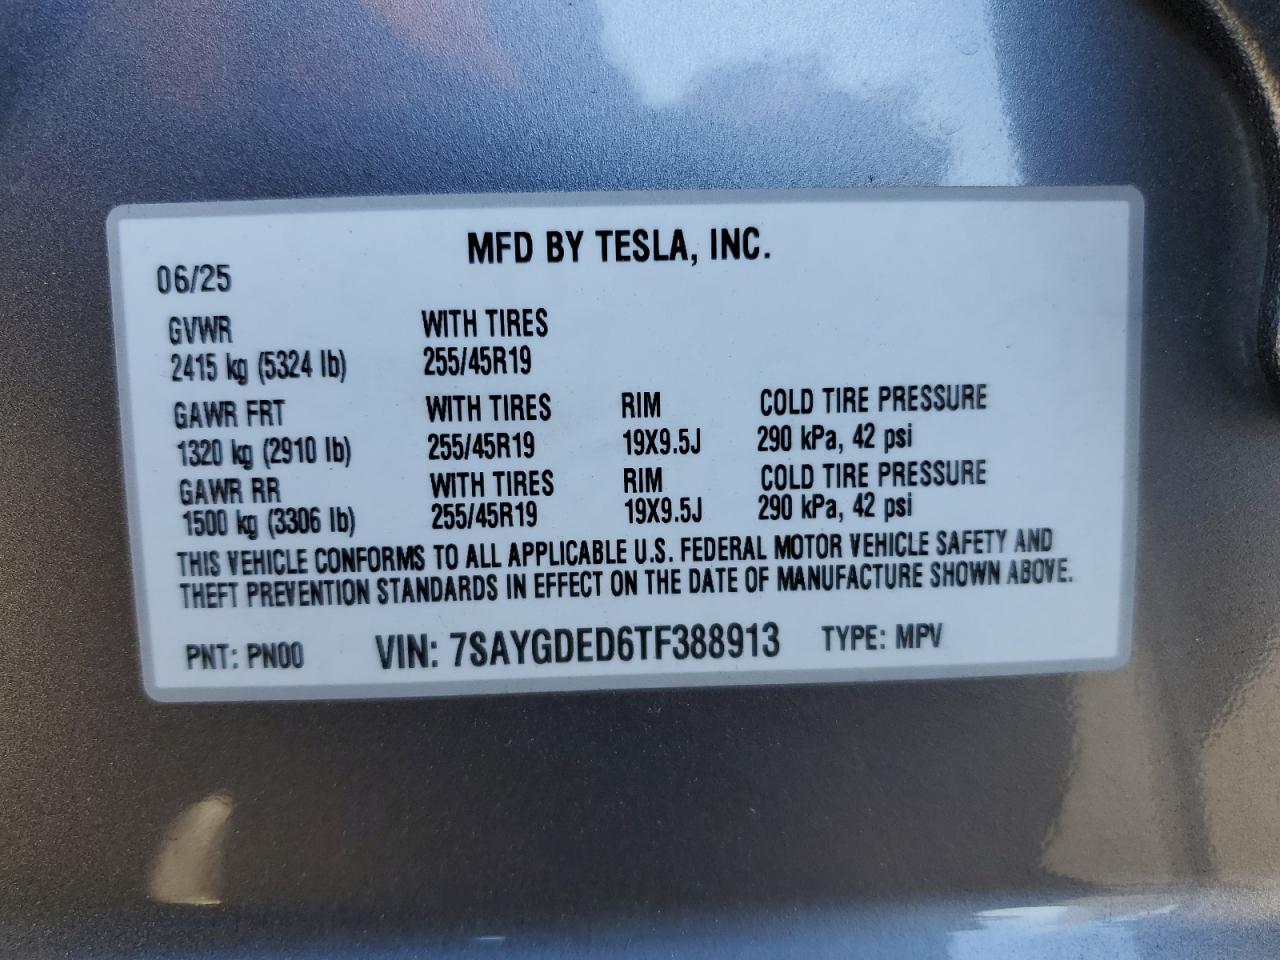 MFD BY TESLA, INC.
06/25
GVWR WITH TIRES
2415 kg (5324 lb) 255/45R19
GAWR FRT WITH TIRES RIM COLD TIRE PRESSURE
1320 kg (2910 lb) 255/45R19 19X9.5J 290 kPa, 42 psi
GAWR RR WITH TIRES RIM COLD TIRE PRESSURE
1500 kg (3306 lb) 255/45R19 19X9.5J 290 kPa, 42 psi
THIS VEHICLE CONFORMS TO ALL APPLICABLE U.S. FEDERAL MOTOR VEHICLE SAFETY AND
THEFT PREVENTION STANDARDS IN EFFECT ON THE DATE OF MANUFACTURE SHOWN ABOVE.
PNT: PN00 VIN: 7SAYGDED6TF388913 TYPE: MPV